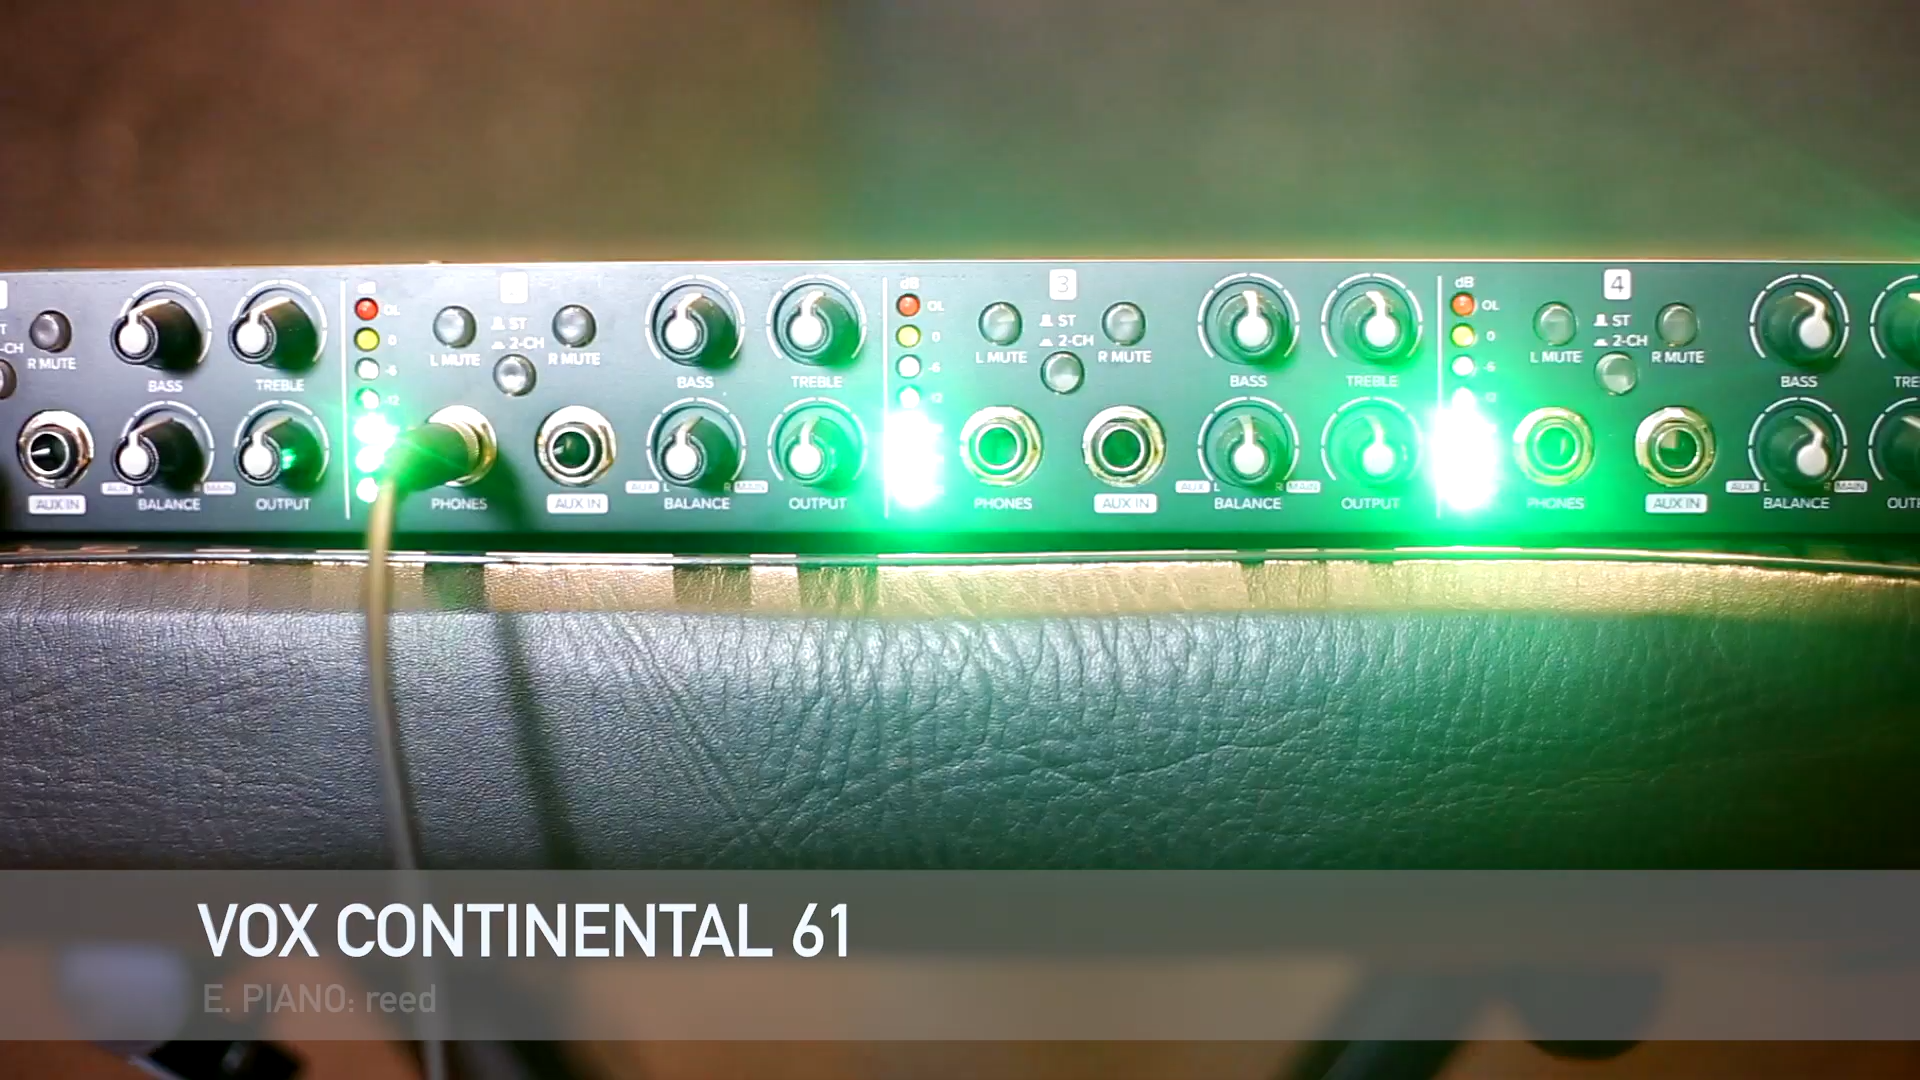 R MUTE
-CH
BASS
TREBLE
AUX IN
AUX L
R MAIN
BALANCE
OUTPUT
dB
OL
0
-6
-12
L MUTE
ST
2-CH
R MUTE
BASS
TREBLE
PHONES
AUX IN
AUX L
R MAIN
BALANCE
OUTPUT
dB
OL
0
-6
-12
3
L MUTE
ST
2-CH
R MUTE
BASS
TREBLE
PHONES
AUX IN
AUX L
R MAIN
BALANCE
OUTPUT
dB
OL
0
-6
4
L MUTE
ST
2-CH
R MUTE
BASS
TRE
PHONES
AUX IN
AUX L
R MAIN
BALANCE
OUT
VOX CONTINENTAL 61
E. PIANO: reed